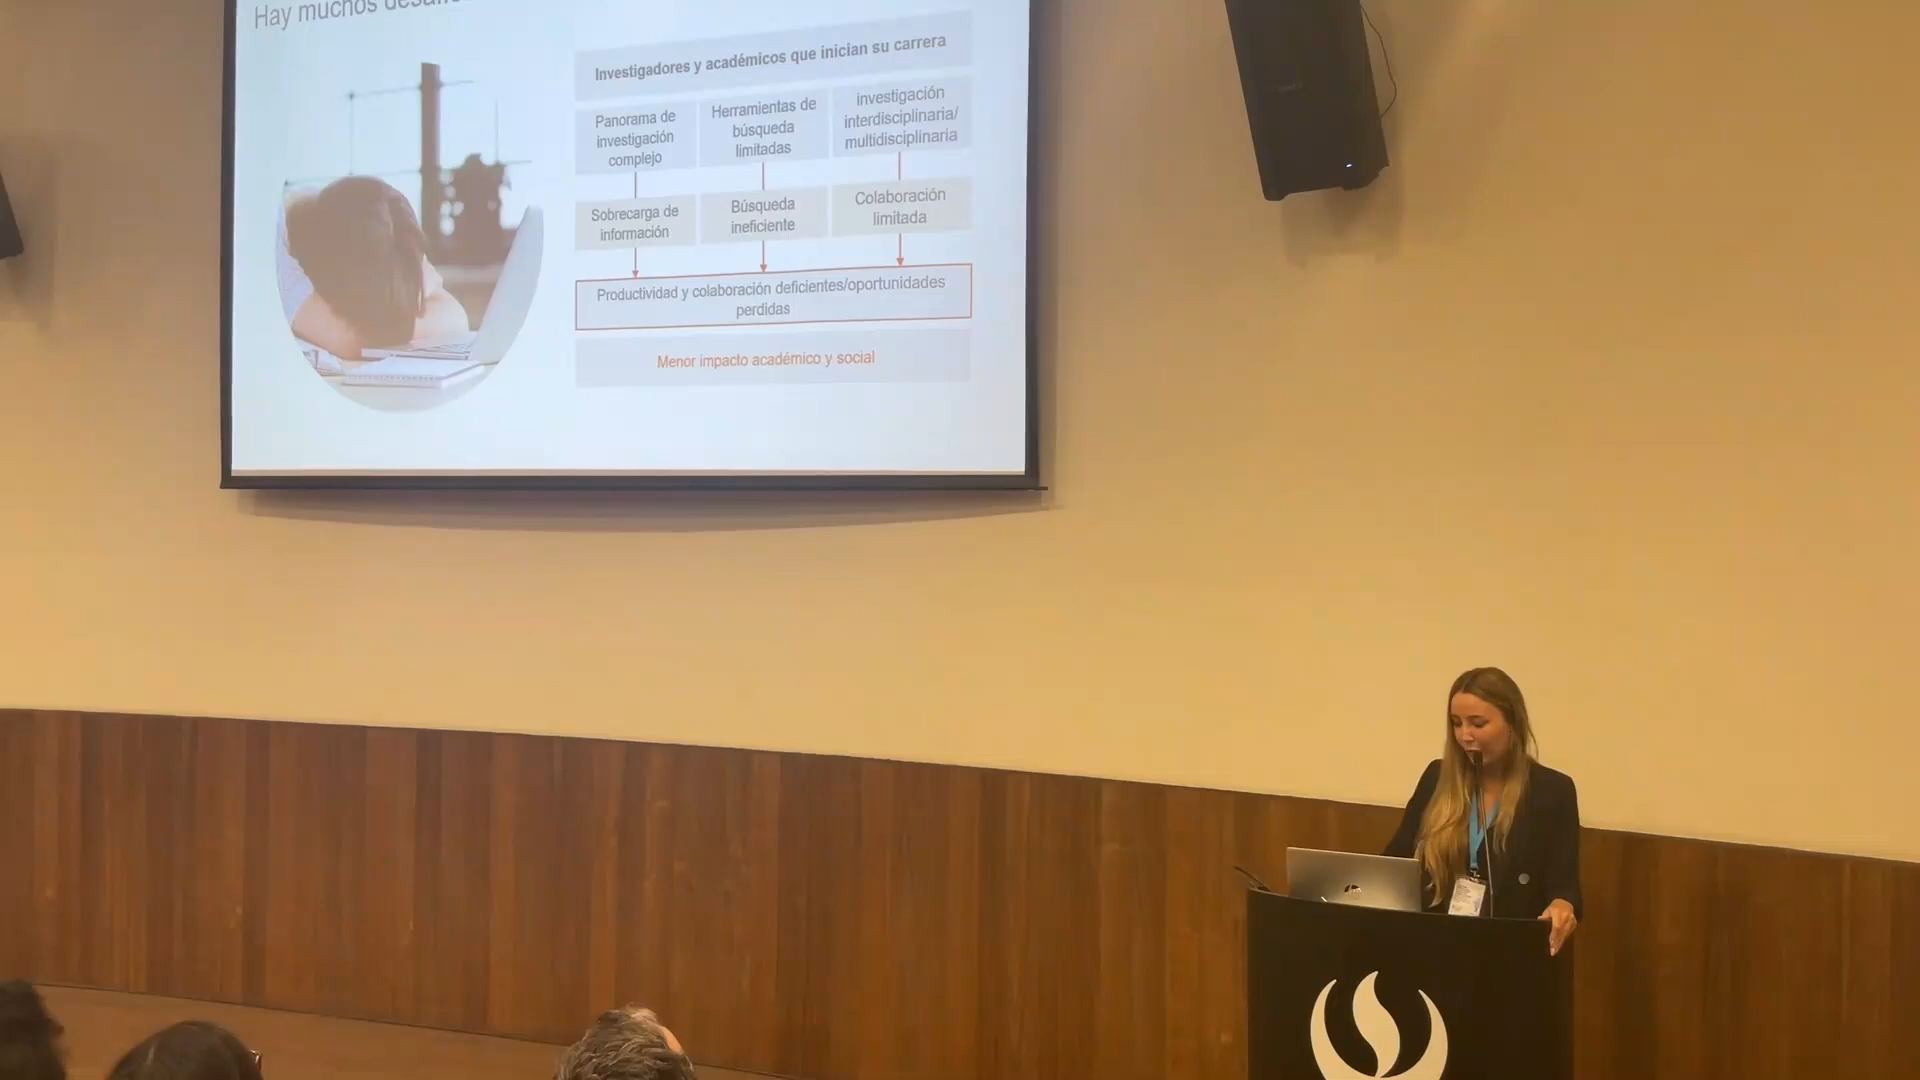 Hay muchos
Investigadores y académicos que inician su carrera
Panorama de
investigación
complejo
Herramientas de
búsqueda
limitadas
investigación
interdisciplinaria/
multidisciplinaria
Sobrecarga de
información
Búsqueda
ineficiente
Colaboración
limitada
Productividad y colaboración deficientes/oportunidades
perdidas
Menor impacto académico y social